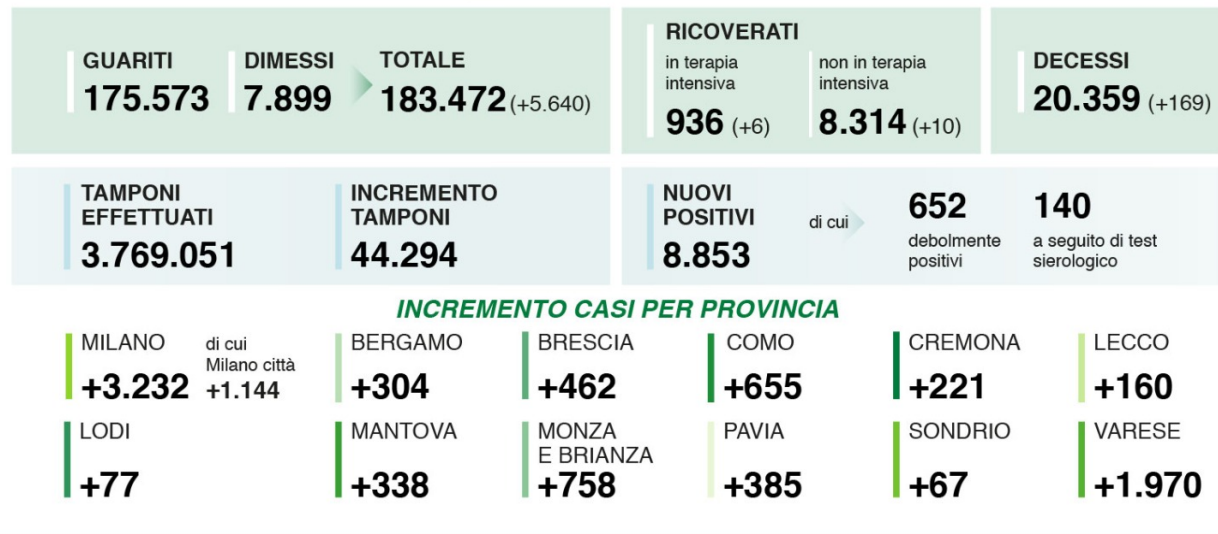 GUARITI
175.573
DIMESSI
7.899
TOTALE
183.472 (+5.640)
RICOVERATI
in terapia
intensiva
936 (+6)
non in terapia
intensiva
8.314 (+10)
DECESSI
20.359 (+169)
TAMPONI
EFFETTUATI
3.769.051
INCREMENTO
TAMPONI
44.294
NUOVI
POSITIVI
8.853
di cui
652
debolmente
positivi
140
a seguito di test
sierologico
INCREMENTO CASI PER PROVINCIA
MILANO
+3.232
di cui
Milano città
+1.144
BERGAMO
+304
BRESCIA
+462
COMO
+655
CREMONA
+221
LECCO
+160
LODI
+77
MANTOVA
+338
MONZA
E BRIANZA
+758
PAVIA
+385
SONDRIO
+67
VARESE
+1.970